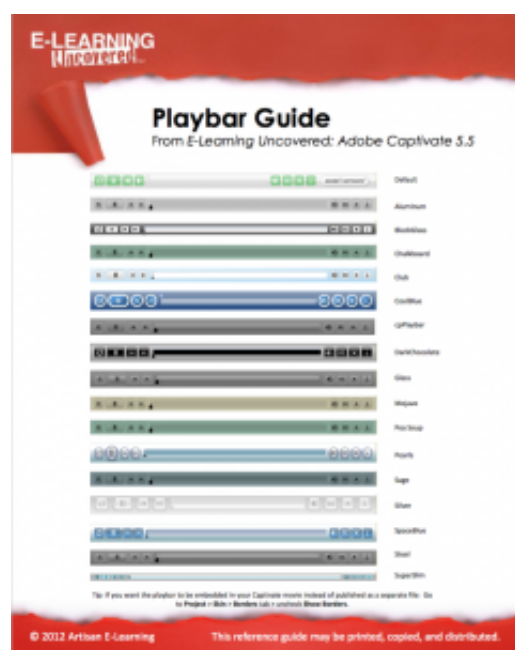 E-LEARNING
Uncovered
Playbar Guide
From E-Learning Uncovered: Adobe Captivate 5.5
Default
Aluminum
BlackGlass
Chalkboard
Club
CoolBlue
cpPlaybar
DarkChocolate
Glass
Mojave
Pea Soup
Pearls
Sage
Silver
SpaceBlue
Steel
SuperSlim
Tip: If you want the playbar to be embedded in your Captivate movie instead of published as a separate file: Go
to Project > Skin > Borders tab > uncheck Show Borders.
© 2012 Artisan E-Learning
This reference guide may be printed, copied, and distributed.